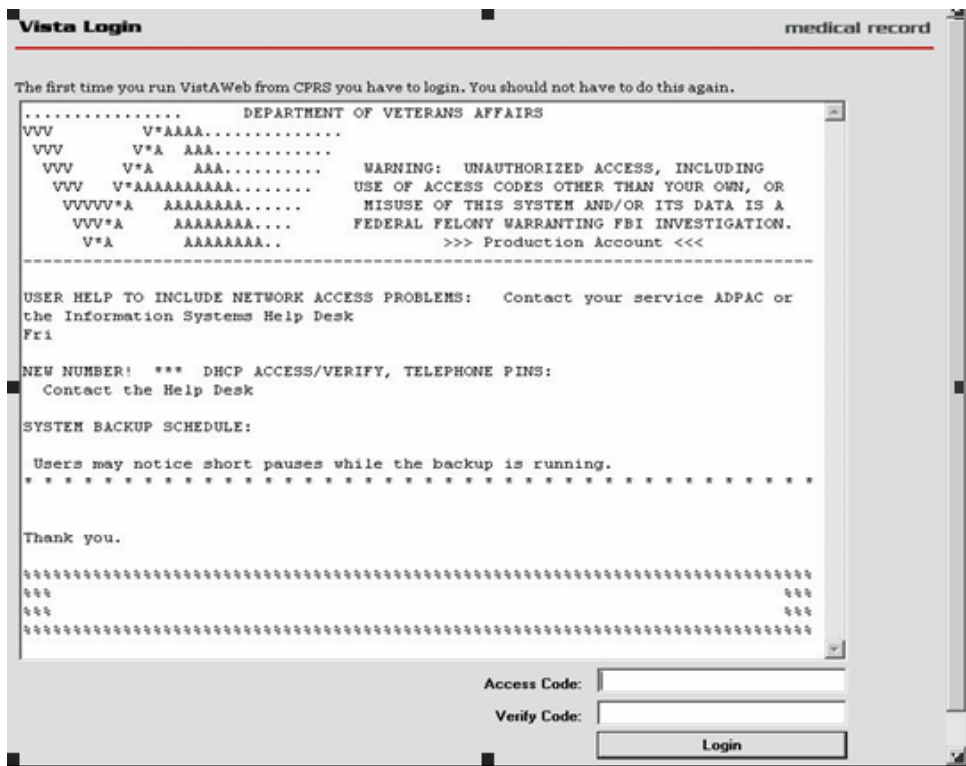 Vista Login
medical record
The first time you run VistAWeb from CPRS you have to login. You should not have to do this again.
................ DEPARTMENT OF VETERANS AFFAIRS
VVV V*AAAA..............
VVV V*A AAA............
VVV V*A AAA.......... WARNING: UNAUTHORIZED ACCESS, INCLUDING
VVV V*AAAAAAAAAA........ USE OF ACCESS CODES OTHER THAN YOUR OWN, OR
VVVVV*A AAAAAAAA...... MISUSE OF THIS SYSTEM AND/OR ITS DATA IS A
VVV*A AAAAAAAA.... FEDERAL FELONY WARRANTING FBI INVESTIGATION.
V*A AAAAAAAA.. >>> Production Account <<<
-------------------------------------------------------------------------------
USER HELP TO INCLUDE NETWORK ACCESS PROBLEMS: Contact your service ADPAC or
the Information Systems Help Desk
Fri
NEW NUMBER! *** DHCP ACCESS/VERIFY, TELEPHONE PINS:
Contact the Help Desk
SYSTEM BACKUP SCHEDULE:
Users may notice short pauses while the backup is running.
* * * * * * * * * * * * * * * * * * * * * * * * * * * * * * * * * * * * * * * *
Thank you.
%%%%%%%%%%%%%%%%%%%%%%%%%%%%%%%%%%%%%%%%%%%%%%%%%%%%%%%%%%%%%%%%%%%%%%%%%%%%%%%
%%% %%%
%%% %%%
%%%%%%%%%%%%%%%%%%%%%%%%%%%%%%%%%%%%%%%%%%%%%%%%%%%%%%%%%%%%%%%%%%%%%%%%%%%%%%%
Access Code:
Verify Code:
Login